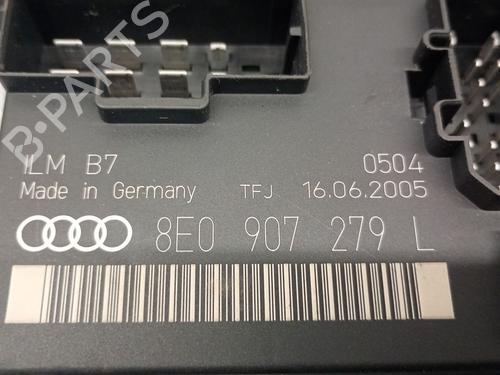 B-PARTS
ILM B7 0504
Made in Germany TFJ 16.06.2005
8E0 907 279 L